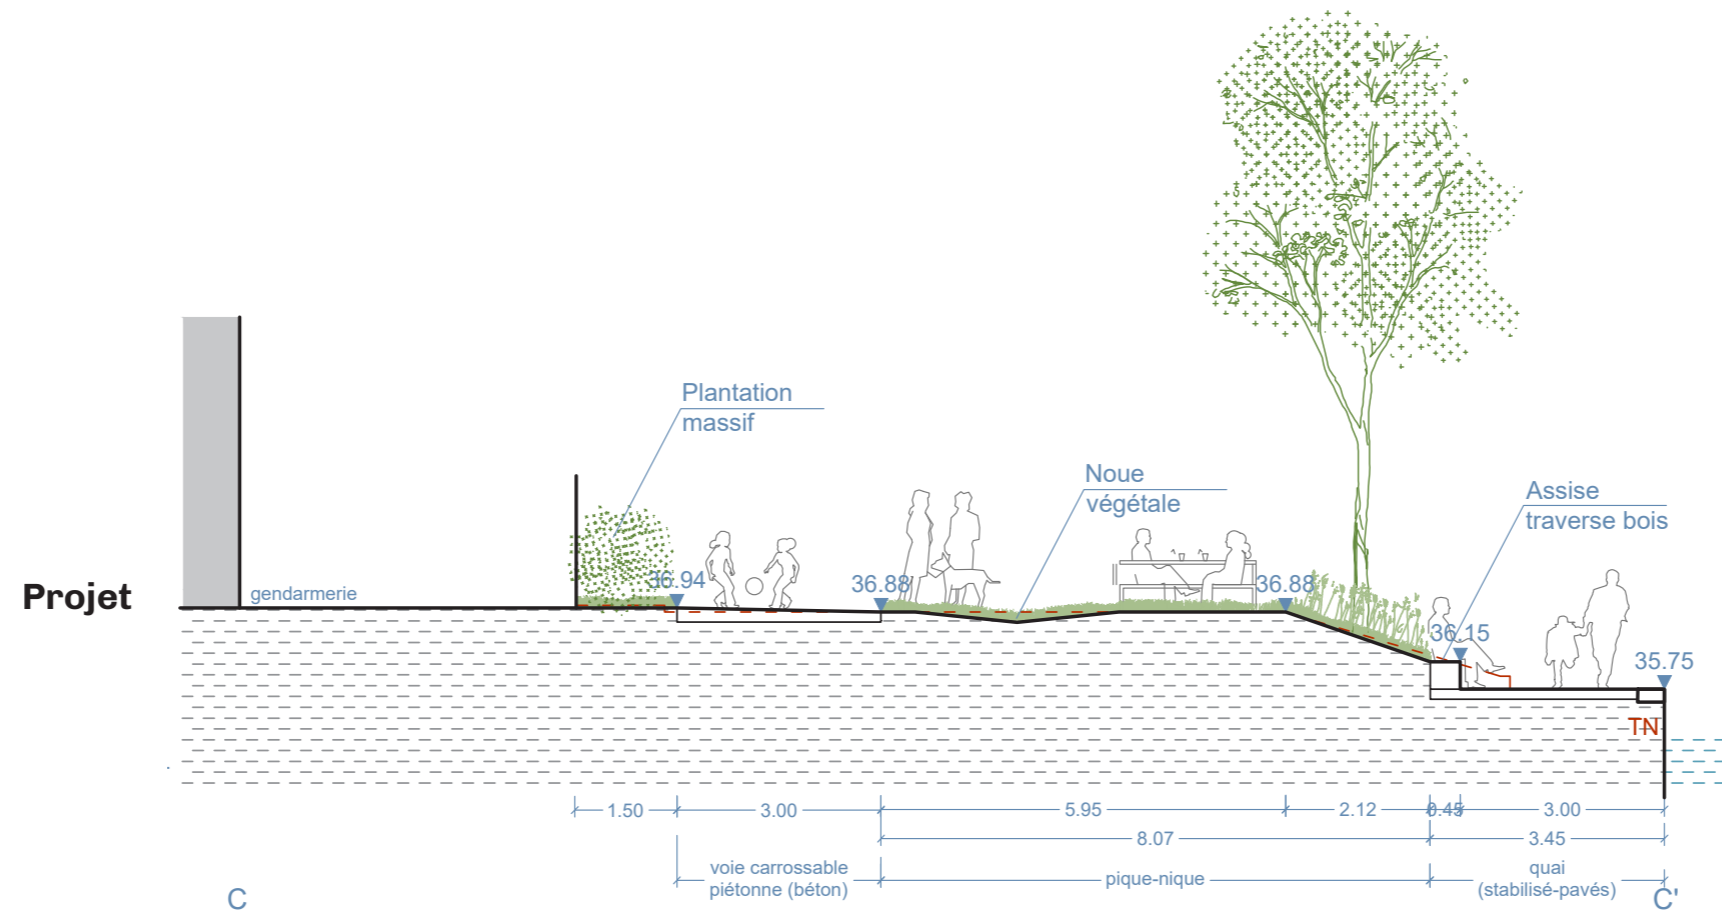 Plantation
massif
Noue
végétale
Assise
traverse bois
Projet
gendarmerie
36.94
36.88
36.88
36.15
35.75
TN
1.50
3.00
5.95
2.12
0.45
3.00
8.07
3.45
voie carrossable
piétonne (béton)
pique-nique
quai
(stabilisé-pavés)
C
C'